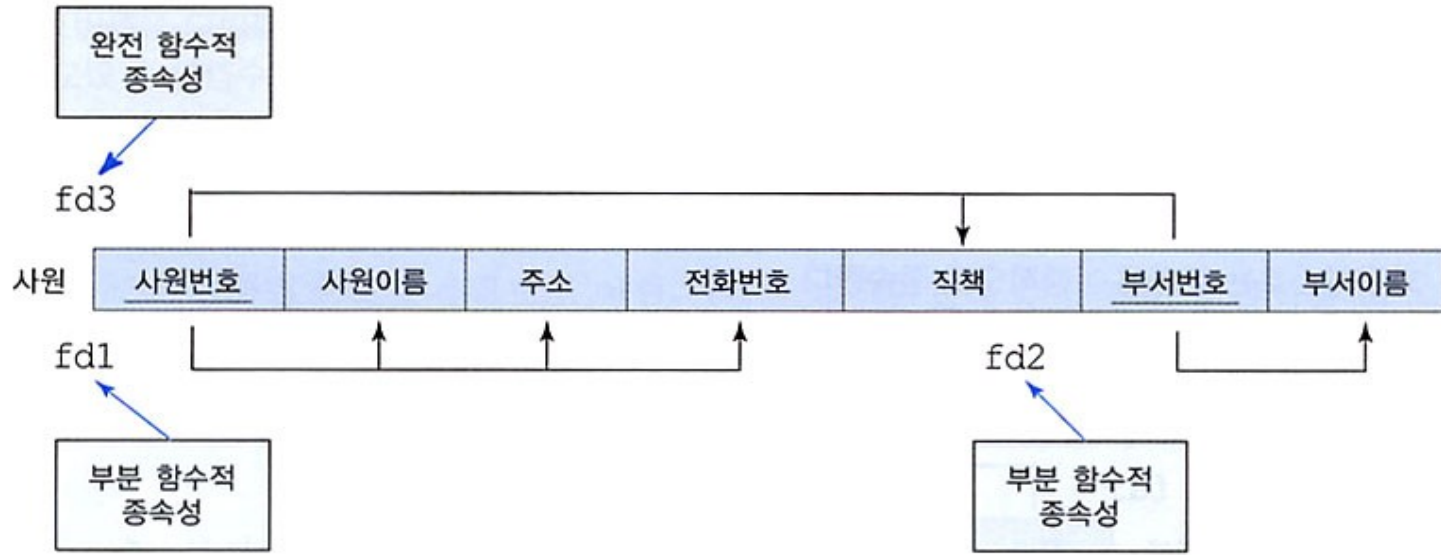 완전 함수적
종속성
fd3
사원 사원번호 사원이름 주소 전화번호 직책 부서번호 부서이름
fd1 fd2
부분 함수적 부분 함수적
종속성 종속성